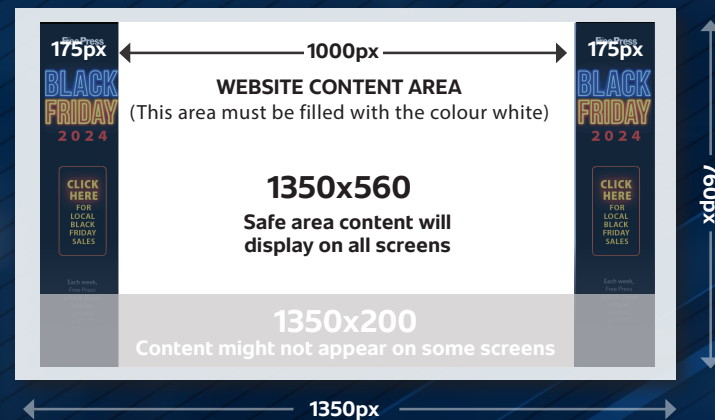 Free Press
175px
BLACK
FRIDAY
2024
CLICK
HERE
FOR
LOCAL
BLACK
FRIDAY
SALES
Each week,
Free Press
1000px
WEBSITE CONTENT AREA
(This area must be filled with the colour white)
1350x560
Safe area content will
display on all screens
1350x200
Content might not appear on some screens
Free Press
175px
BLACK
FRIDAY
2024
CLICK
HERE
FOR
LOCAL
BLACK
FRIDAY
SALES
Each week,
Free Press
760px
1350px